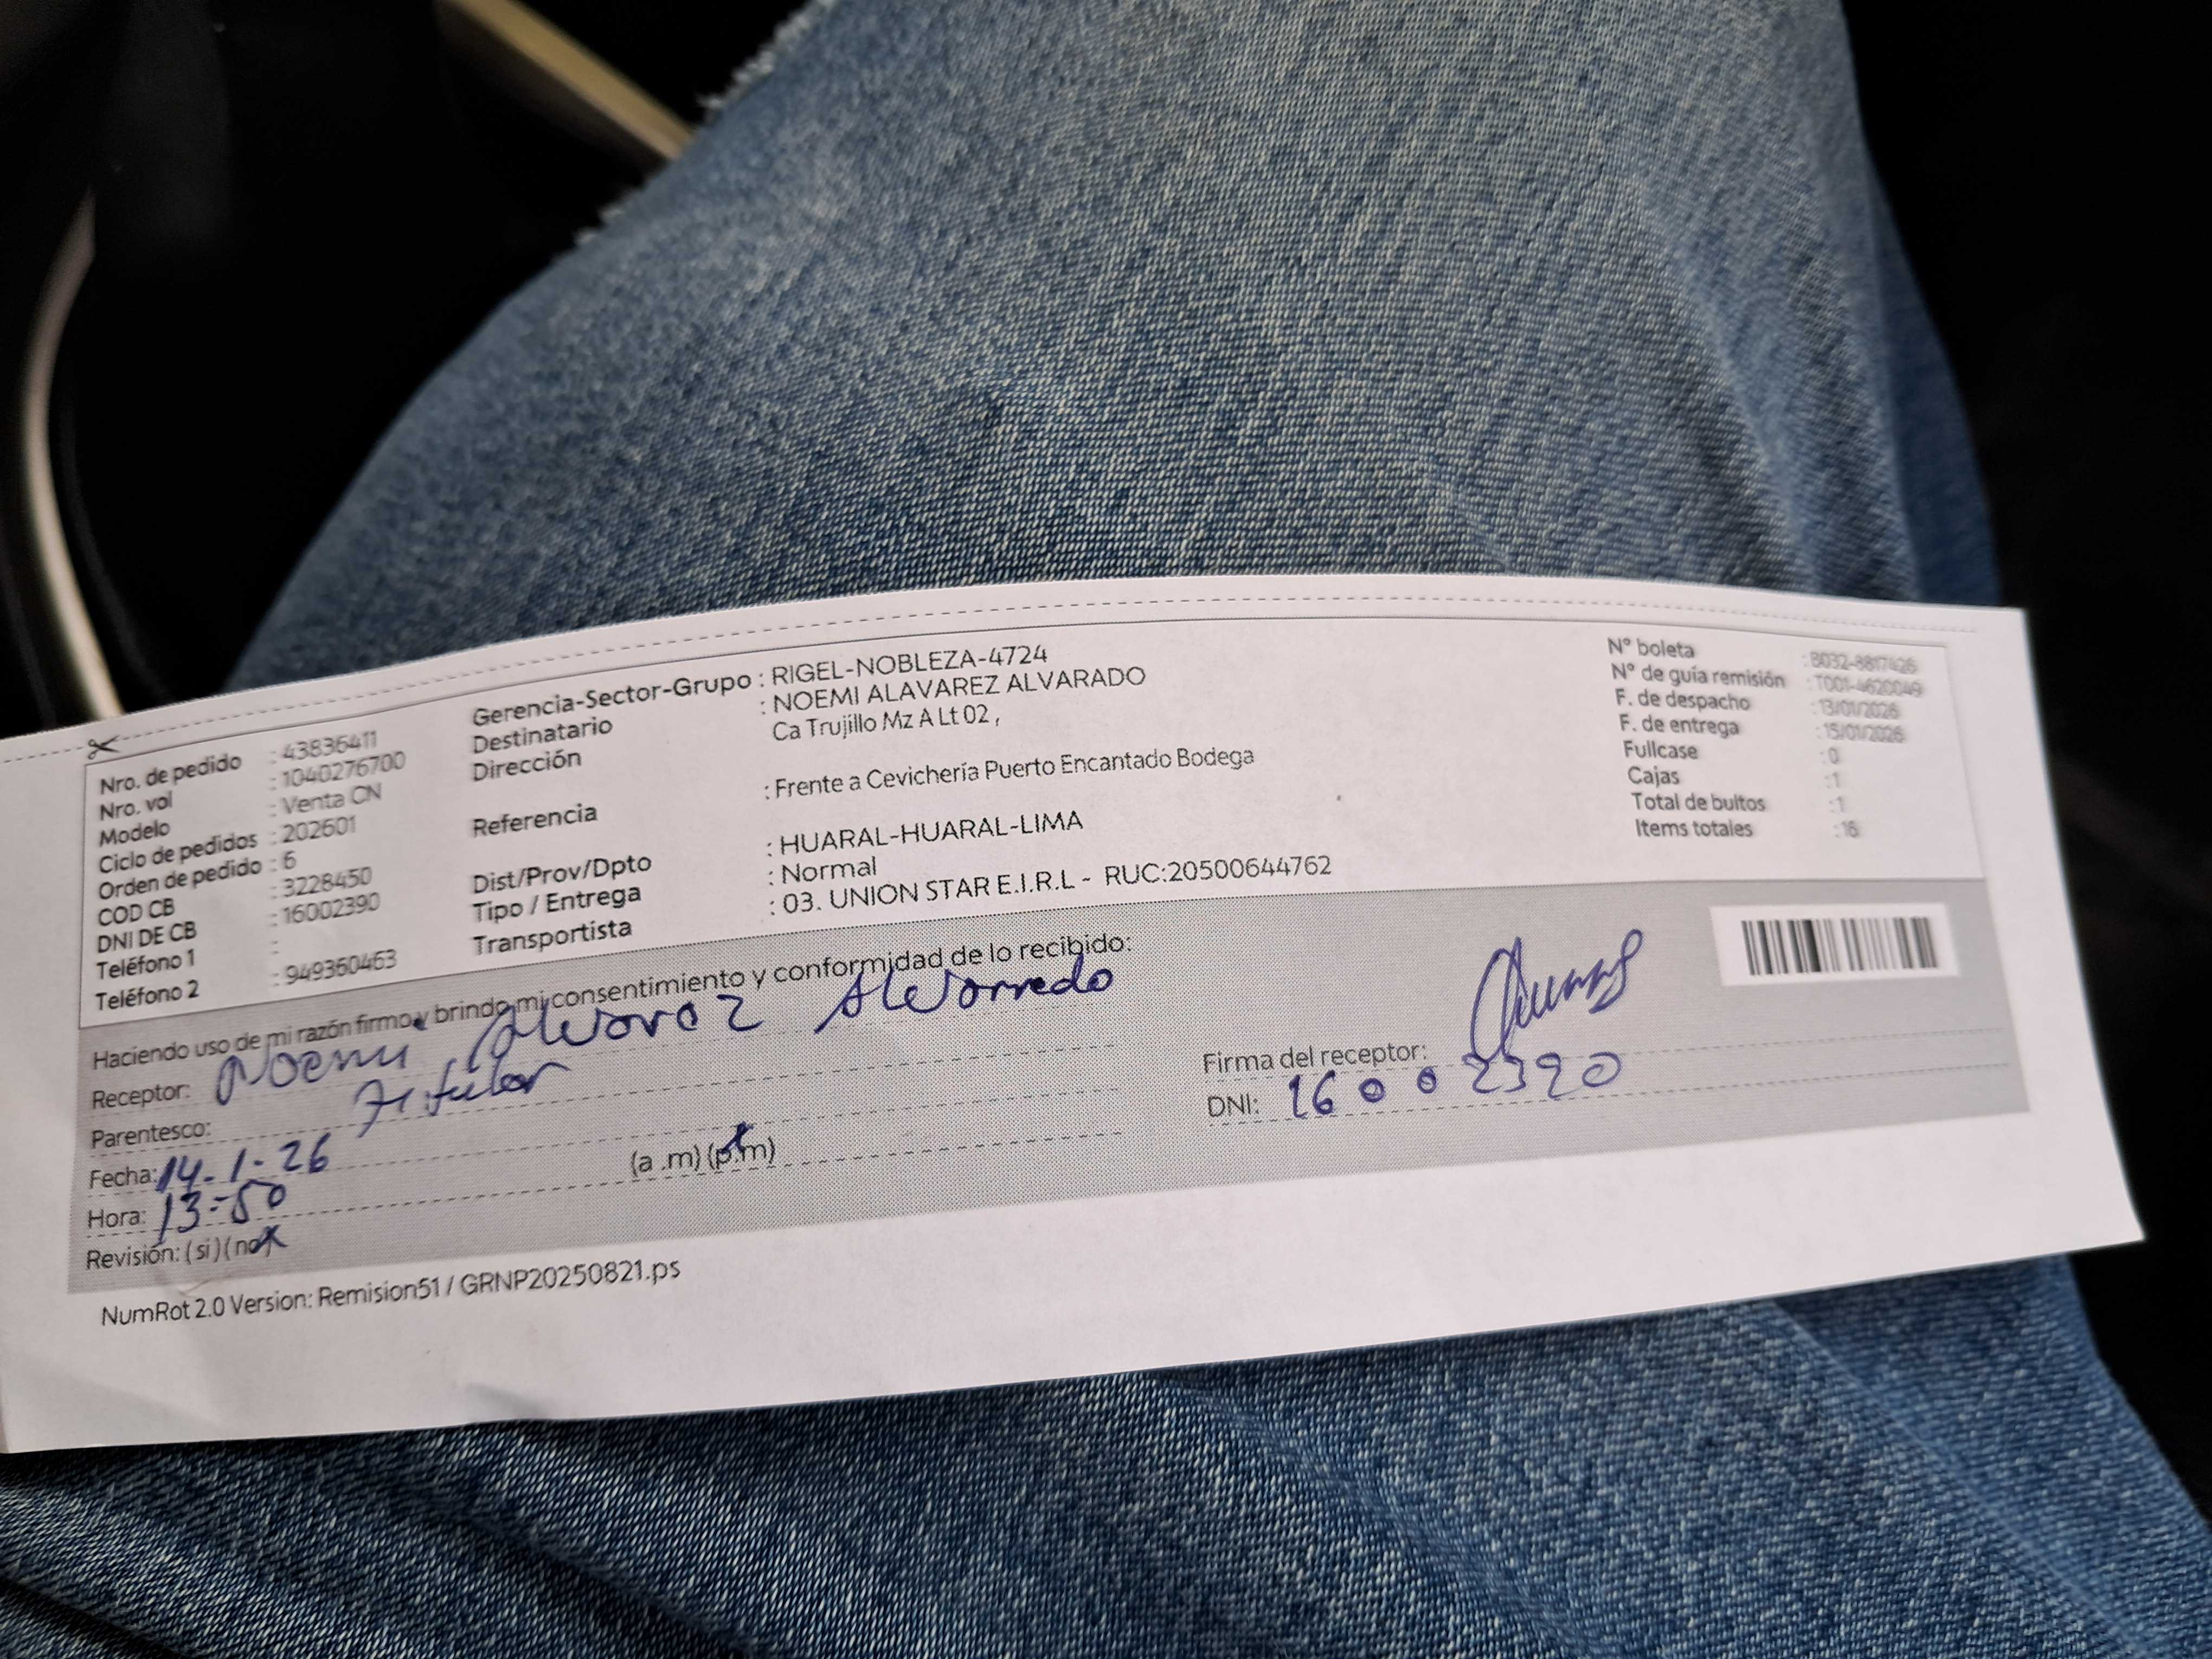 Nro. de pedido : 43836411
Nro. vol : 1040276700
Modelo : Venta CN
Ciclo de pedidos : 202601
Orden de pedido : 6
COD CB : 3228450
DNI DE CB : 16002390
Teléfono 1 :
Teléfono 2 : 949360463
Gerencia-Sector-Grupo : RIGEL-NOBLEZA-4724
Destinatario : NOEMI ALAVAREZ ALVARADO
Dirección Ca Trujillo Mz A Lt 02 ,
Referencia : Frente a Cevichería Puerto Encantado Bodega
Dist/Prov/Dpto : HUARAL-HUARAL-LIMA
Tipo / Entrega : Normal
Transportista : 03. UNION STAR E.I.R.L - RUC:20500644762
N° boleta : B032-8817426
N° de guía remisión : T001-4620049
F. de despacho : 13/01/2026
F. de entrega : 15/01/2026
Fullcase : 0
Cajas : 1
Total de bultos : 1
Items totales : 16
Haciendo uso de mi razón firmo y brindo mi consentimiento y conformidad de lo recibido:
Receptor: Noemi Alvarez Alvarado
Parentesco: Titular
Fecha: 14-1-26
Hora: 13-50 (a .m) (p.m)
Revisión: ( si ) ( no )
Firma del receptor:
DNI: 16002390
NumRot 2.0 Version: Remision51 / GRNP20250821.ps